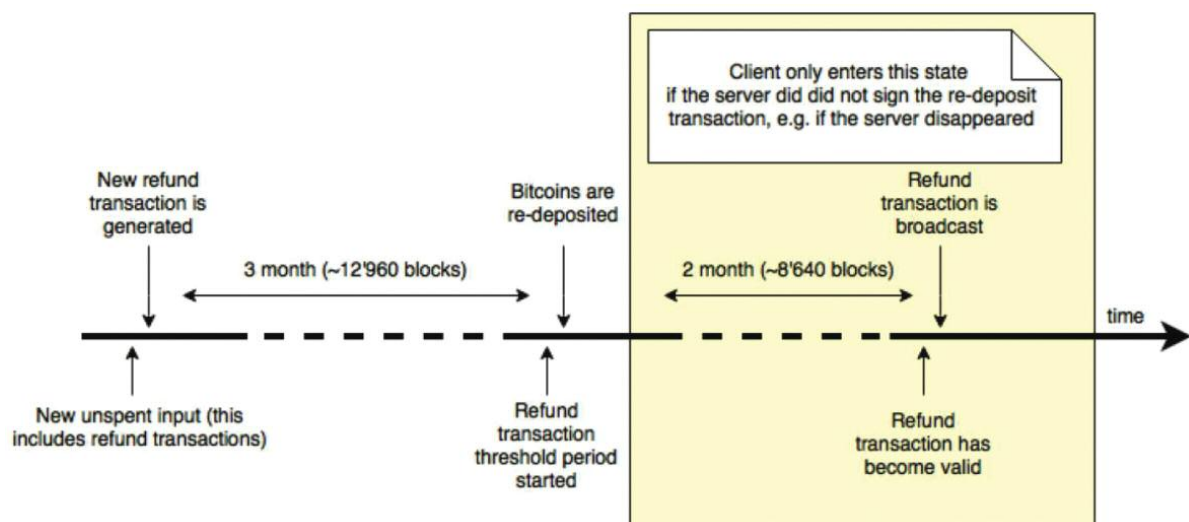 Client only enters this state
if the server did did not sign the re-deposit
transaction, e.g. if the server disappeared
New refund
transaction is
generated
Bitcoins are
re-deposited
Refund
transaction is
broadcast
3 month (~12'960 blocks)
2 month (~8'640 blocks)
time
New unspent input (this
includes refund transactions)
Refund
transaction
threshold period
started
Refund
transaction has
become valid